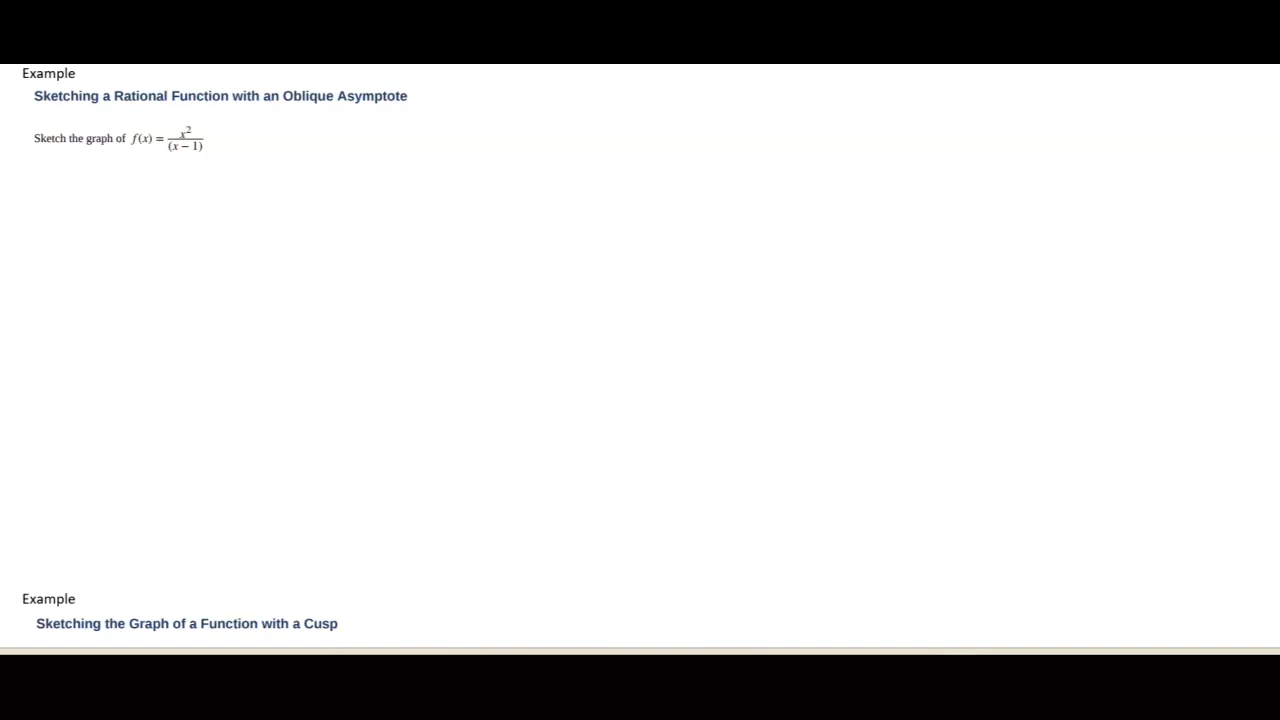 Example
Sketching a Rational Function with an Oblique Asymptote
Sketch the graph of f(x) = x²/(x − 1)
Example
Sketching the Graph of a Function with a Cusp